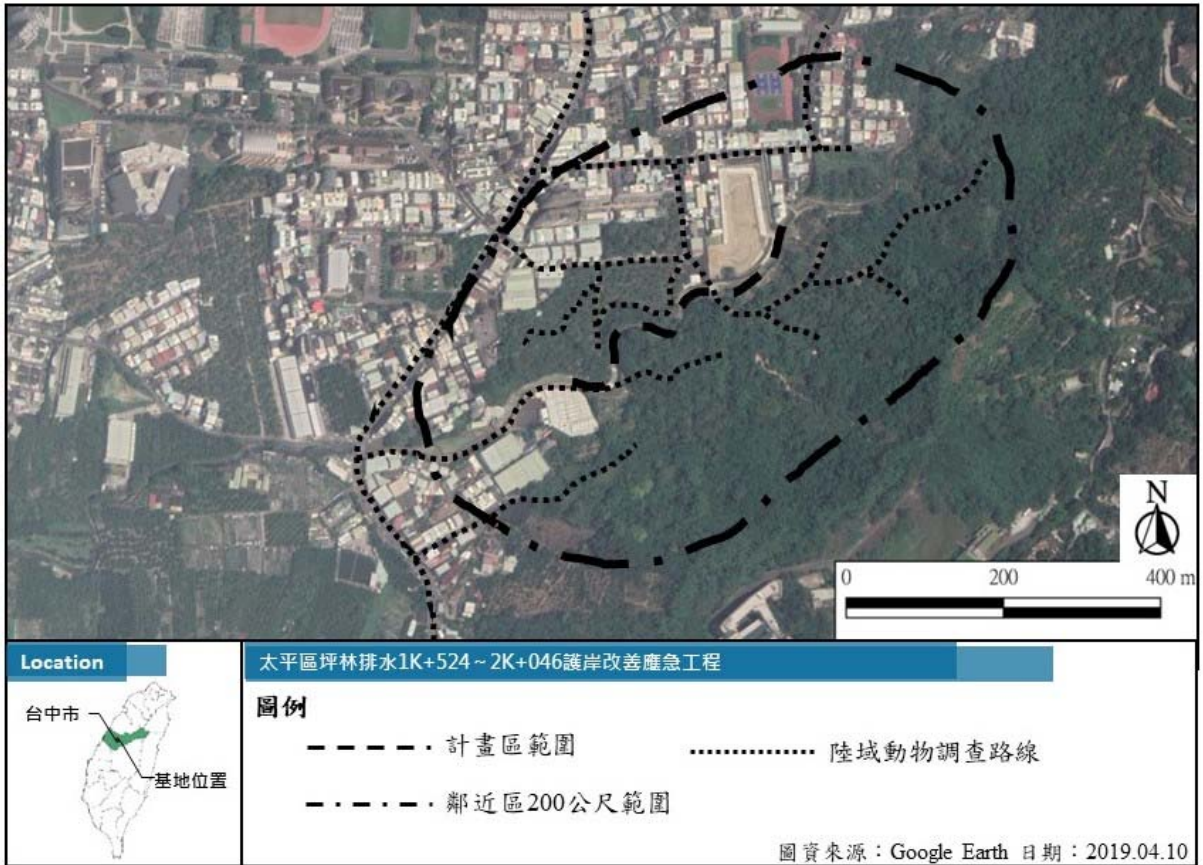 N
0 200 400 m
Location
太平區坪林排水1K+524~2K+046護岸改善應急工程
台中市
基地位置
圖例
計畫區範圍
陸域動物調查路線
鄰近區200公尺範圍
圖資來源：Google Earth 日期：2019.04.10